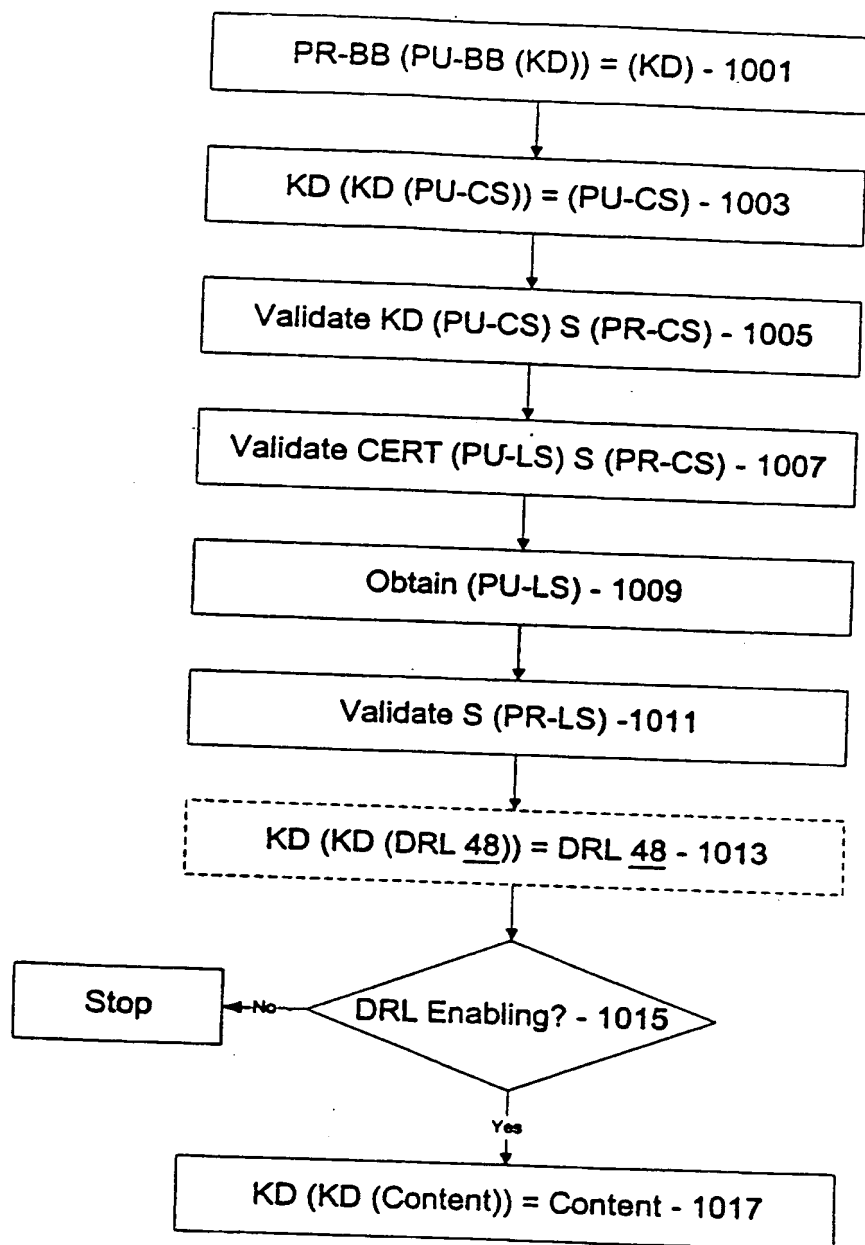 PR-BB (PU-BB (KD)) = (KD) - 1001
KD (KD (PU-CS)) = (PU-CS) - 1003
Validate KD (PU-CS) S (PR-CS) - 1005
Validate CERT (PU-LS) S (PR-CS) - 1007
Obtain (PU-LS) - 1009
Validate S (PR-LS) -1011
KD (KD (DRL 48)) = DRL 48 - 1013
DRL Enabling? - 1015
No
Stop
Yes
KD (KD (Content)) = Content - 1017